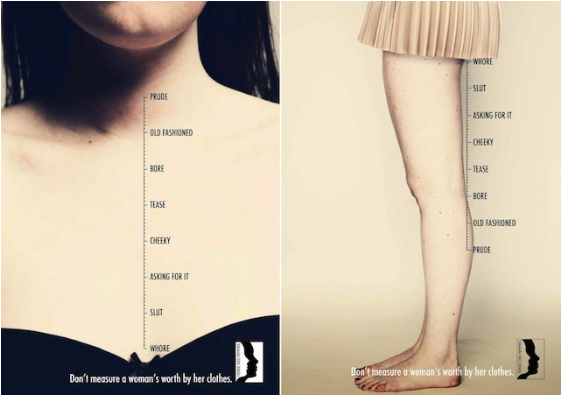 PRUDE
OLD FASHIONED
BORE
TEASE
CHEEKY
ASKING FOR IT
SLUT
WHORE
Don't measure a woman's worth by her clothes.
WHORE
SLUT
ASKING FOR IT
CHEEKY
TEASE
BORE
OLD FASHIONED
PRUDE
Don't measure a woman's worth by her clothes.